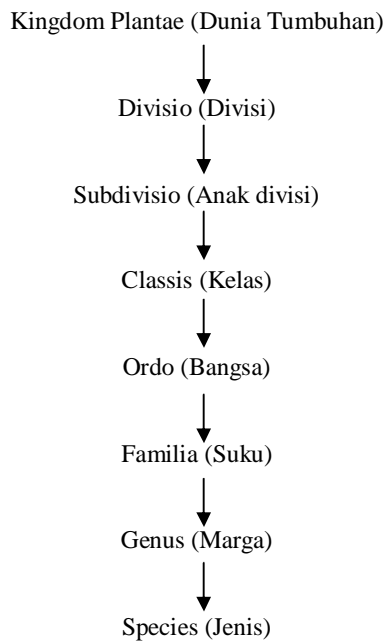 Kingdom Plantae (Dunia Tumbuhan)
Divisio (Divisi)
Subdivisio (Anak divisi)
Classis (Kelas)
Ordo (Bangsa)
Familia (Suku)
Genus (Marga)
Species (Jenis)